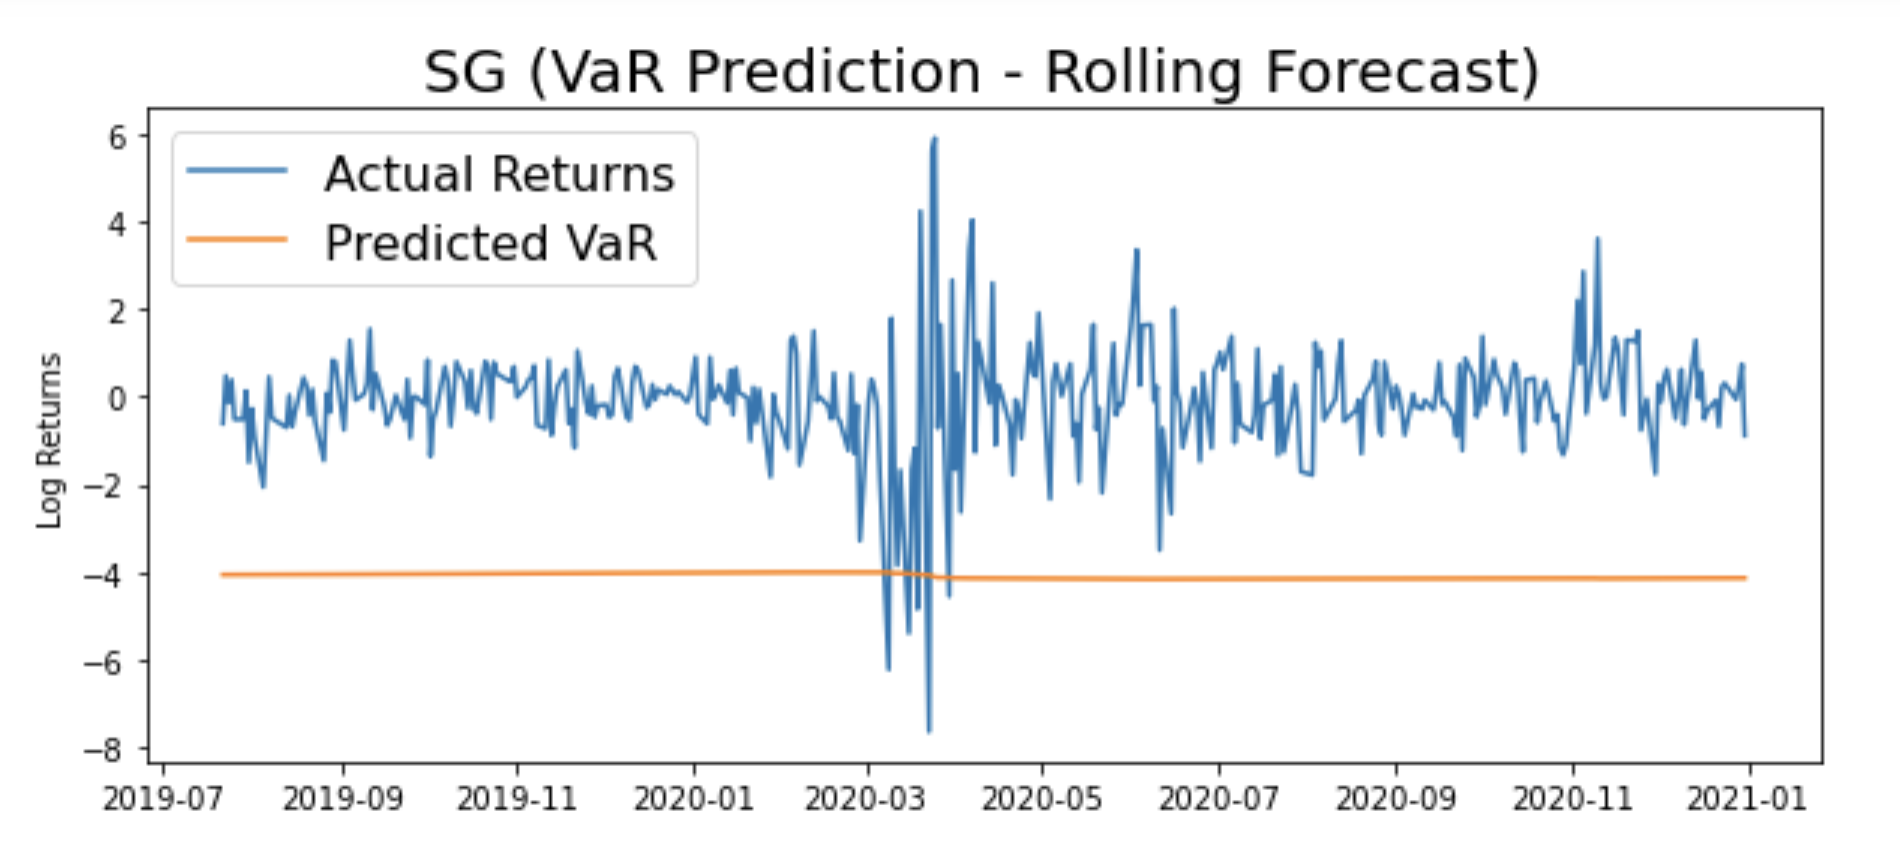 SG (VaR Prediction - Rolling Forecast)
Actual Returns
Predicted VaR
Log Returns
6
4
2
0
−2
−4
−6
−8
2019-07 2019-09 2019-11 2020-01 2020-03 2020-05 2020-07 2020-09 2020-11 2021-01